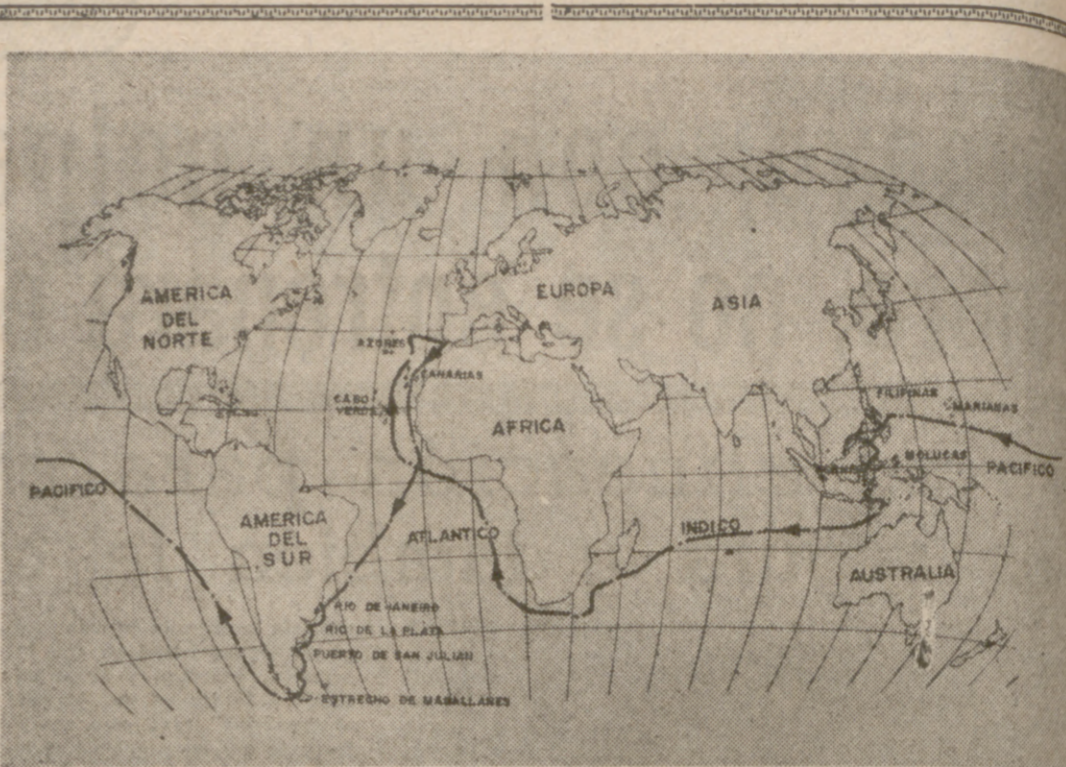 AMERICA
DEL
NORTE
EUROPA
ASIA
AZORES
CANARIAS
CABO
VERDE
AFRICA
FILIPINAS
MARIANAS
MOLUCAS
PACIFICO
PACIFICO
AMERICA
DEL
SUR
ATLANTICO
INDICO
AUSTRALIA
RIO DE JANEIRO
RIO DE LA PLATA
PUERTO DE SAN JULIAN
ESTRECHO DE MAGALLANES